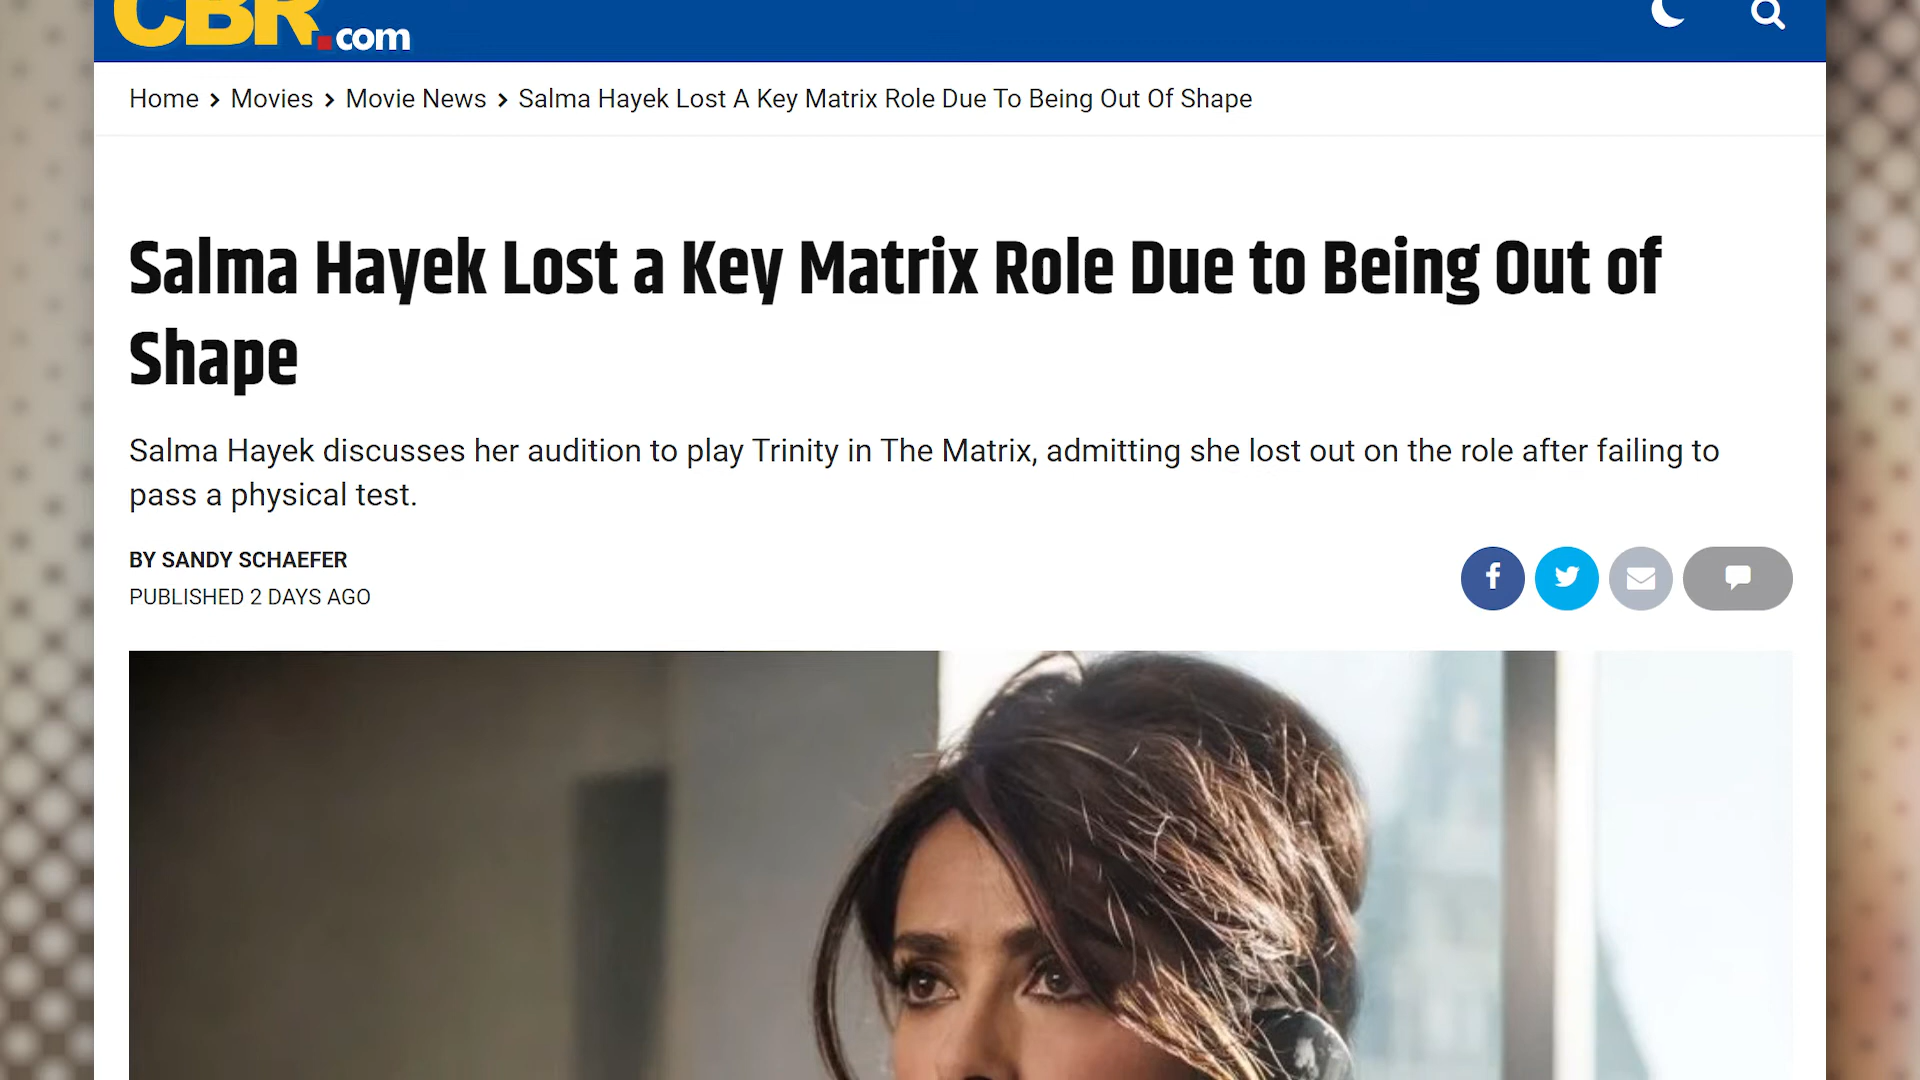 CBR.com
Home > Movies > Movie News > Salma Hayek Lost A Key Matrix Role Due To Being Out Of Shape
Salma Hayek Lost a Key Matrix Role Due to Being Out of
Shape
Salma Hayek discusses her audition to play Trinity in The Matrix, admitting she lost out on the role after failing to
pass a physical test.
BY SANDY SCHAEFER
PUBLISHED 2 DAYS AGO